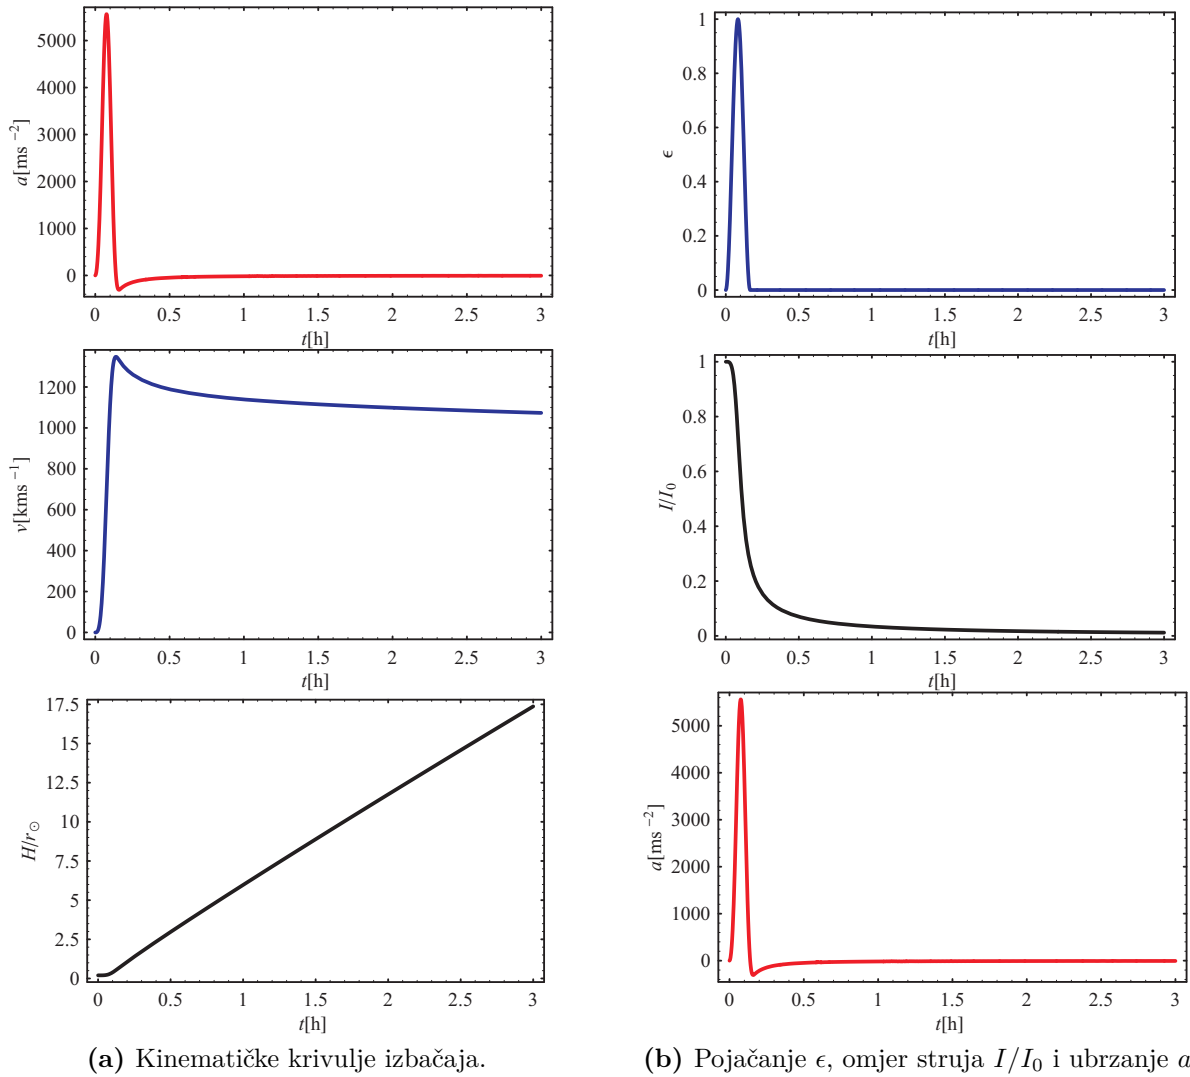 5000
4000
3000
2000
1000
0
a[ms −2]
0 0.5 1 1.5 2 2.5 3
t[h]
1200
1000
800
600
400
200
0
v[kms −1]
0 0.5 1 1.5 2 2.5 3
t[h]
17.5
15
12.5
10
7.5
5
2.5
0
H/r⊙
0 0.5 1 1.5 2 2.5 3
t[h]
(a) Kinematičke krivulje izbačaja.
1
0.8
0.6
0.4
0.2
0
ϵ
0 0.5 1 1.5 2 2.5 3
t[h]
1
0.8
0.6
0.4
0.2
0
I/I0
0 0.5 1 1.5 2 2.5 3
t[h]
5000
4000
3000
2000
1000
0
a[ms −2]
0 0.5 1 1.5 2 2.5 3
t[h]
(b) Pojačanje ϵ, omjer struja I/I0 i ubrzanje a